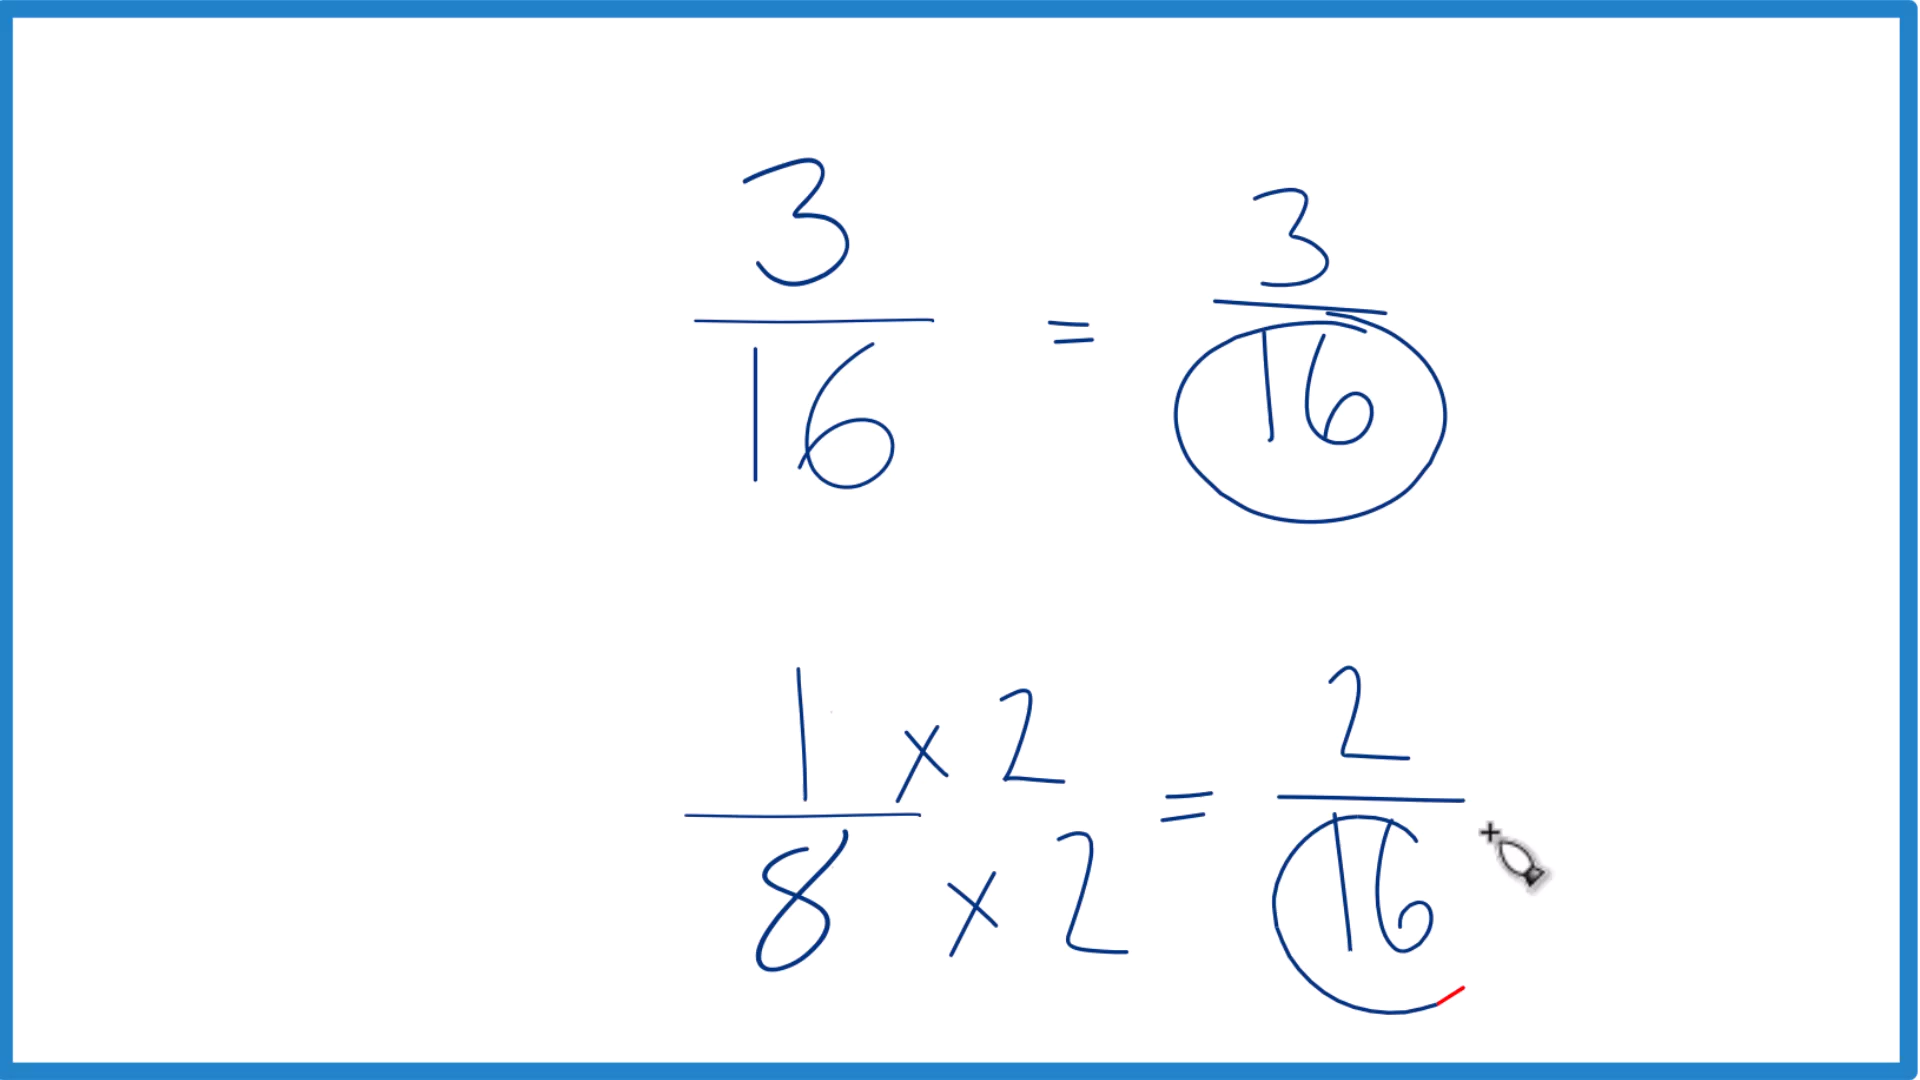 3/16 = 3/16
1/8 × 2/× 2 = 2/16